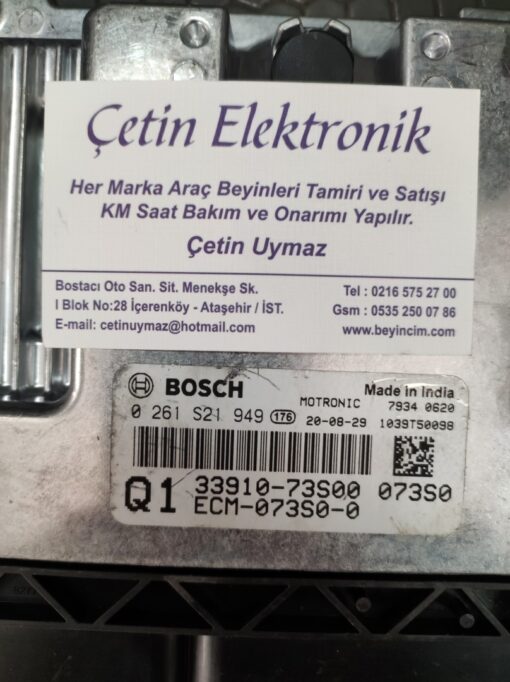 Çetin Elektronik
Her Marka Araç Beyinleri Tamiri ve Satışı
KM Saat Bakım ve Onarımı Yapılır.
Çetin Uymaz
Bostacı Oto San. Sit. Menekşe Sk.
I Blok No:28 İçerenköy - Ataşehir / İST.
E-mail: cetinuymaz@hotmail.com
Tel : 0216 575 27 00
Gsm : 0535 250 07 86
www.beyincim.com
BOSCH
Made in India
MOTRONIC 7934 0620
0 261 S21 949 176 20-08-29 1039T50098
Q1 33910-73S00 073S0
ECM-073S0-0